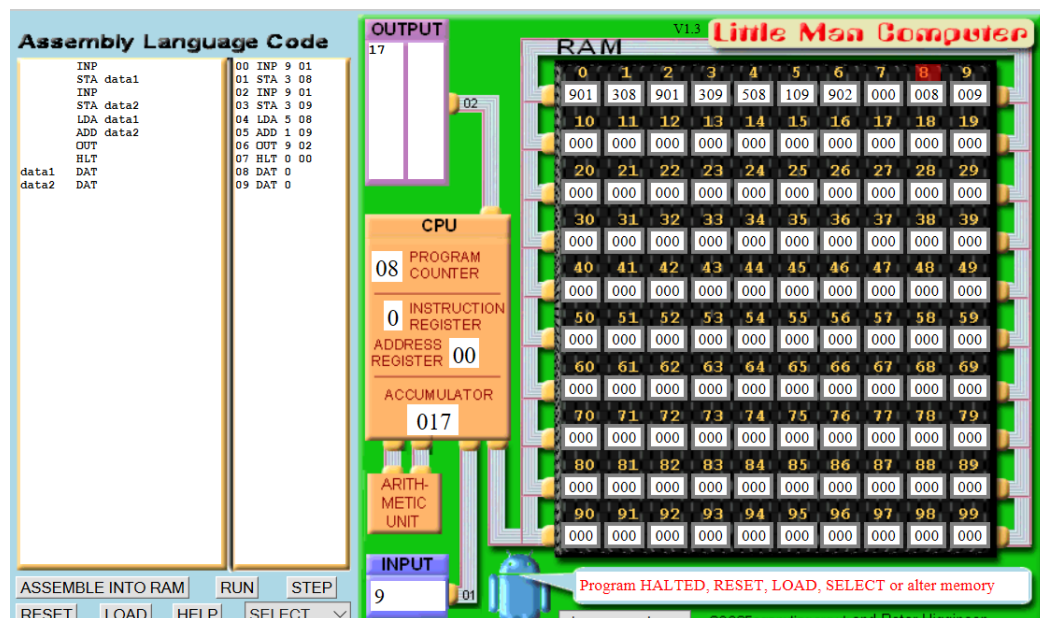 Assembly Language Code
INP
STA data1
INP
STA data2
LDA data1
ADD data2
OUT
HLT
data1 DAT
data2 DAT
00 INP 9 01
01 STA 3 08
02 INP 9 01
03 STA 3 09
04 LDA 5 08
05 ADD 1 09
06 OUT 9 02
07 HLT 0 00
08 DAT 0
09 DAT 0
ASSEMBLE INTO RAM RUN STEP
RESET LOAD HELP SELECT
OUTPUT
17
02
CPU
08 PROGRAM
COUNTER
0 INSTRUCTION
REGISTER
ADDRESS
REGISTER 00
ACCUMULATOR
017
ARITH-
METIC
UNIT
INPUT
9
01
V1.3 Little Man Computer
RAM
0 1 2 3 4 5 6 7 8 9
901 308 901 309 508 109 902 000 008 009
10 11 12 13 14 15 16 17 18 19
000 000 000 000 000 000 000 000 000 000
20 21 22 23 24 25 26 27 28 29
000 000 000 000 000 000 000 000 000 000
30 31 32 33 34 35 36 37 38 39
000 000 000 000 000 000 000 000 000 000
40 41 42 43 44 45 46 47 48 49
000 000 000 000 000 000 000 000 000 000
50 51 52 53 54 55 56 57 58 59
000 000 000 000 000 000 000 000 000 000
60 61 62 63 64 65 66 67 68 69
000 000 000 000 000 000 000 000 000 000
70 71 72 73 74 75 76 77 78 79
000 000 000 000 000 000 000 000 000 000
80 81 82 83 84 85 86 87 88 89
000 000 000 000 000 000 000 000 000 000
90 91 92 93 94 95 96 97 98 99
000 000 000 000 000 000 000 000 000 000
Program HALTED, RESET, LOAD, SELECT or alter memory
and Peter Higginson